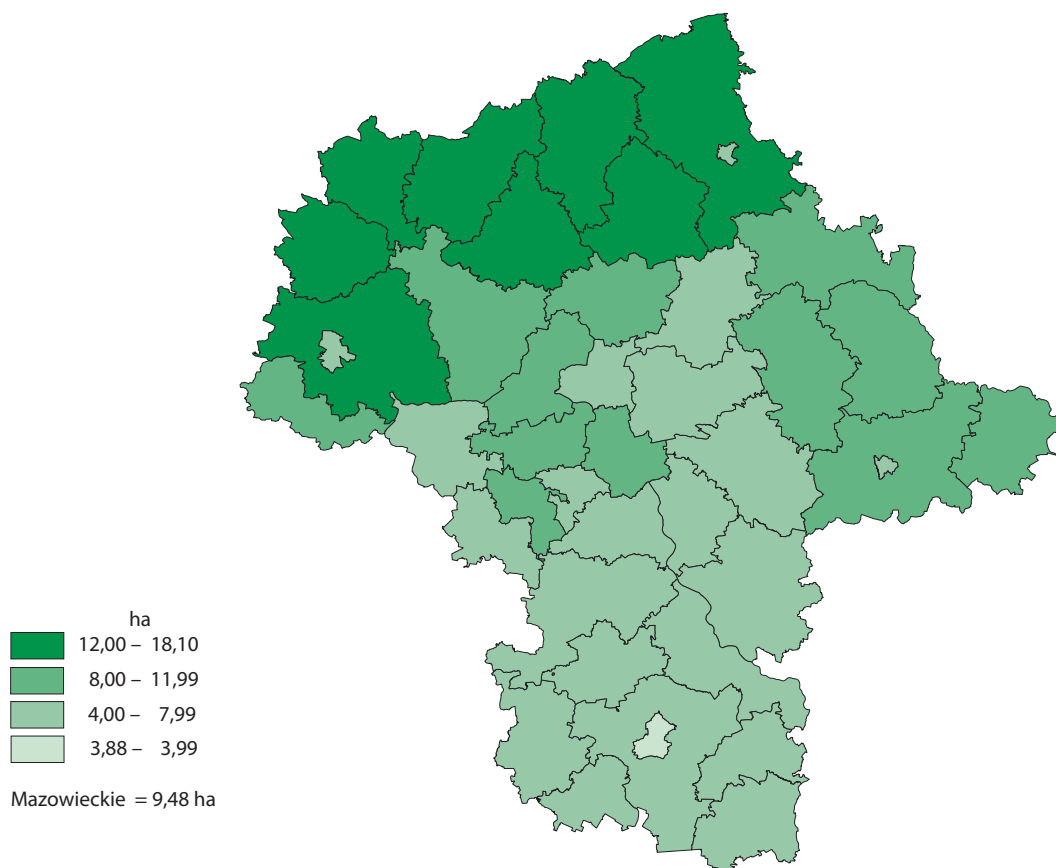 ha
12,00 – 18,10
8,00 – 11,99
4,00 – 7,99
3,88 – 3,99
Mazowieckie = 9,48 ha